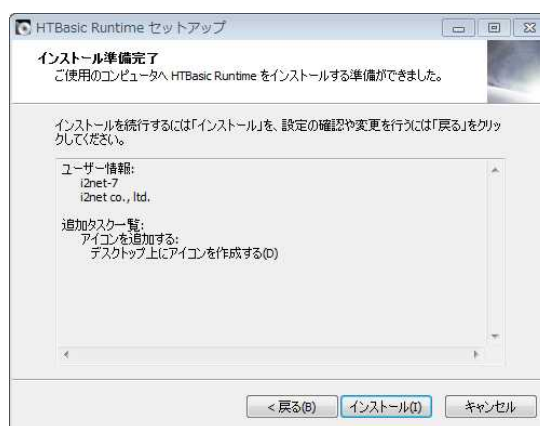 HTBasic Runtime セットアップ
インストール準備完了
ご使用のコンピュータへ HTBasic Runtime をインストールする準備ができました。
インストールを続行するには「インストール」を、設定の確認や変更を行うには「戻る」をクリッ
クしてください。
ユーザー情報:
i2net-7
i2net co., ltd.
追加タスク一覧:
アイコンを追加する:
デスクトップ上にアイコンを作成する(D)
< 戻る(B) インストール(I) キャンセル